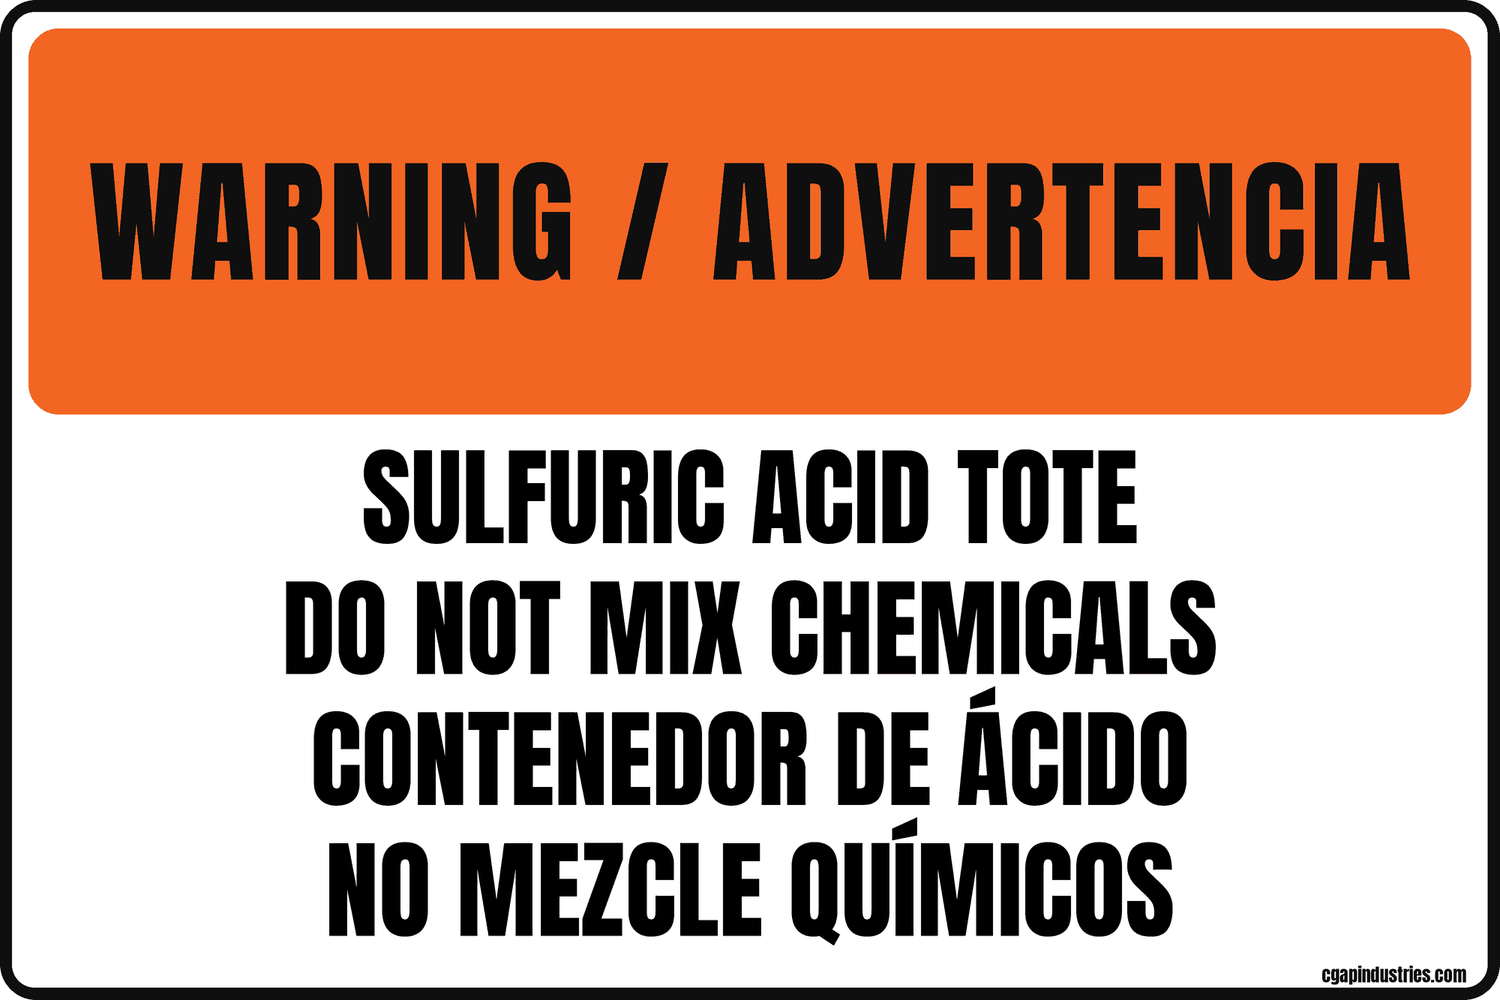 WARNING / ADVERTENCIA
SULFURIC ACID TOTE
DO NOT MIX CHEMICALS
CONTENEDOR DE ÁCIDO
NO MEZCLE QUÍMICOS
cgapindustries.com